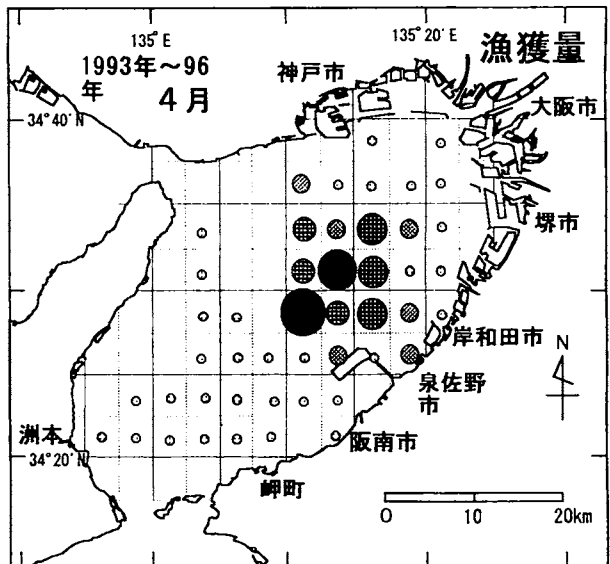 135°E
135°20'E
漁獲量
1993年～96
年
4月
神戸市
大阪市
34°40'N
堺市
岸和田市
N
泉佐野
市
洲本
阪南市
34°20'N
岬町
0 10 20km